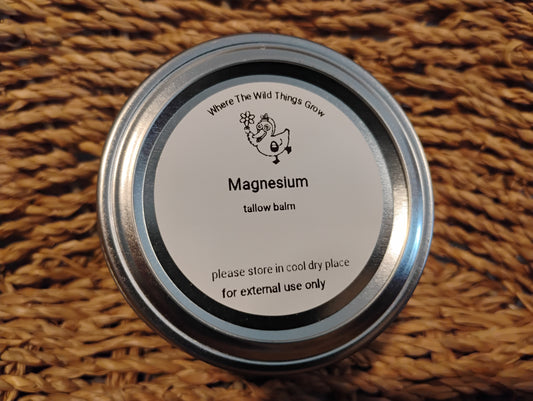 Where The Wild Things Grow
Magnesium
tallow balm
please store in cool dry place
for external use only